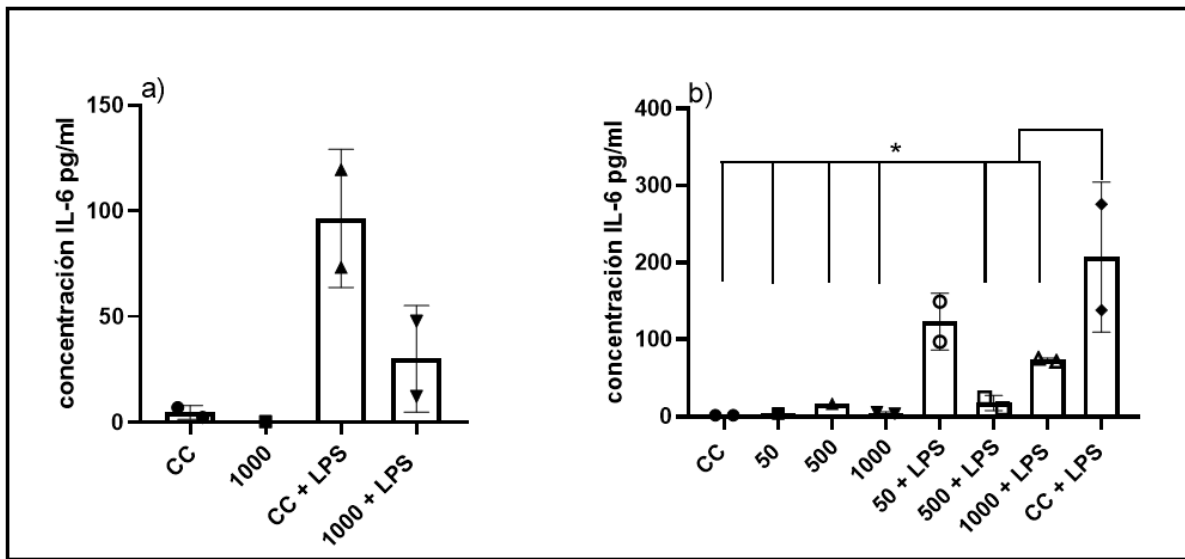 a)
concentración IL-6 pg/ml
150
100
50
0
CC
1000
CC + LPS
1000 + LPS
b)
concentración IL-6 pg/ml
400
300
200
100
0
*
CC
50
500
1000
50 + LPS
500 + LPS
1000 + LPS
CC + LPS